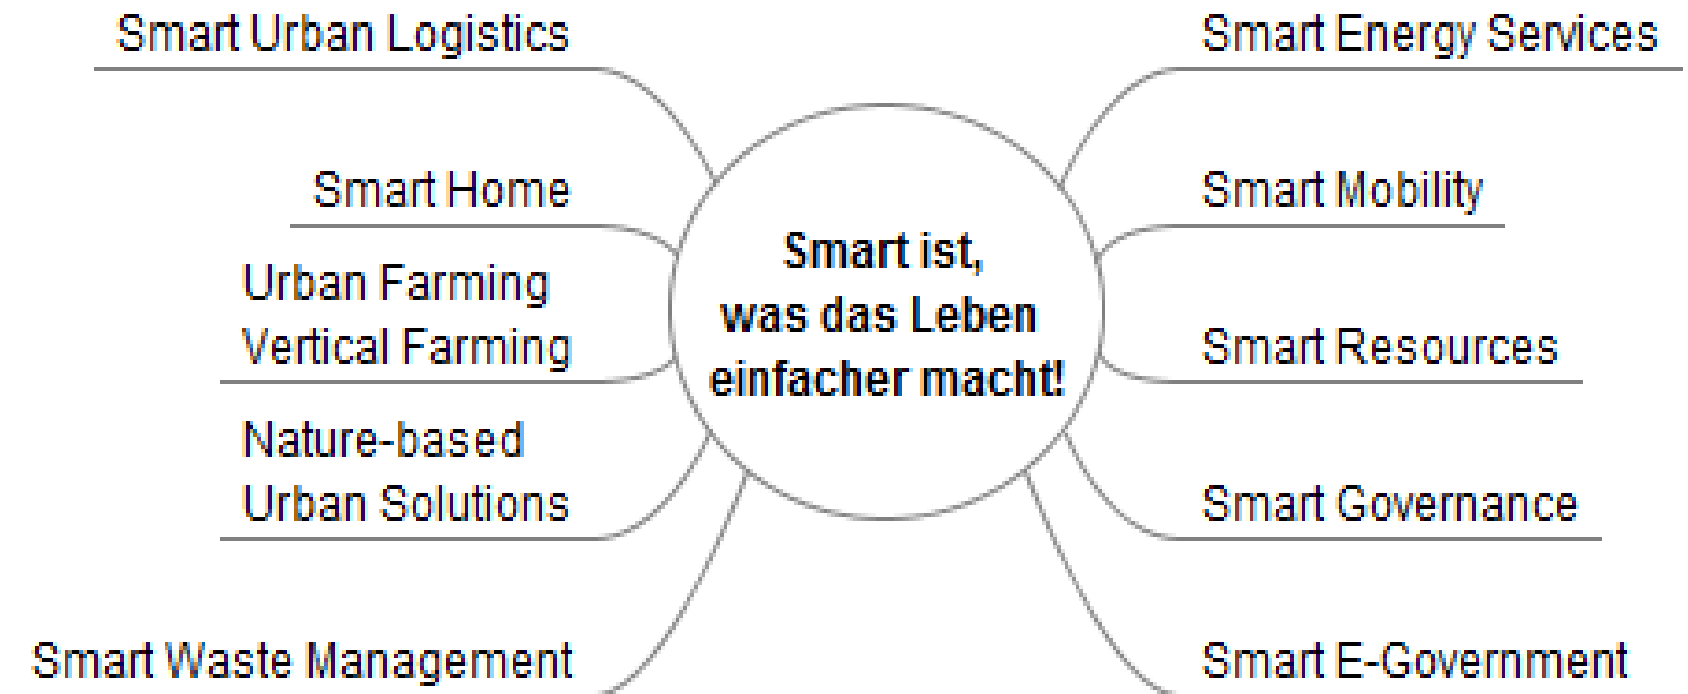 Smart Urban Logistics
Smart Home
Urban Farming
Vertical Farming
Nature-based
Urban Solutions
Smart Waste Management
Smart ist,
was das Leben
einfacher macht!
Smart Energy Services
Smart Mobility
Smart Resources
Smart Governance
Smart E-Government